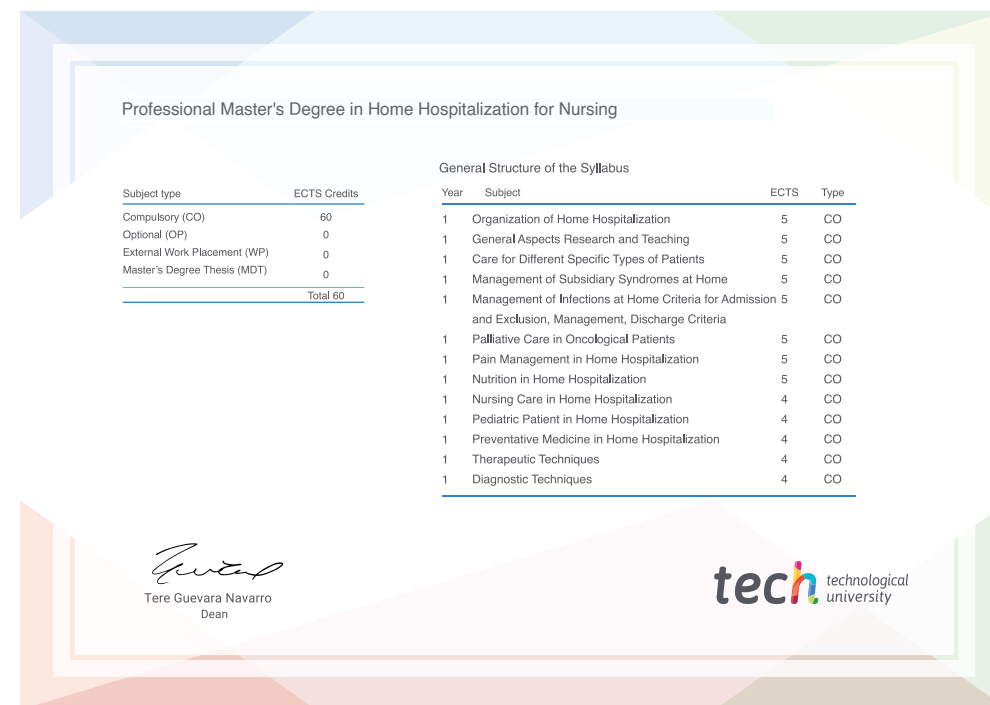 Professional Master's Degree in Home Hospitalization for Nursing
Subject type ECTS Credits
Compulsory (CO) 60
Optional (OP) 0
External Work Placement (WP) 0
Master's Degree Thesis (MDT) 0
Total 60
General Structure of the Syllabus
Year Subject ECTS Type
1 Organization of Home Hospitalization 5 CO
1 General Aspects Research and Teaching 5 CO
1 Care for Different Specific Types of Patients 5 CO
1 Management of Subsidiary Syndromes at Home 5 CO
1 Management of Infections at Home Criteria for Admission 5 CO
and Exclusion, Management, Discharge Criteria
1 Palliative Care in Oncological Patients 5 CO
1 Pain Management in Home Hospitalization 5 CO
1 Nutrition in Home Hospitalization 5 CO
1 Nursing Care in Home Hospitalization 4 CO
1 Pediatric Patient in Home Hospitalization 4 CO
1 Preventative Medicine in Home Hospitalization 4 CO
1 Therapeutic Techniques 4 CO
1 Diagnostic Techniques 4 CO
Tere Guevara Navarro
Dean
tech technological
university